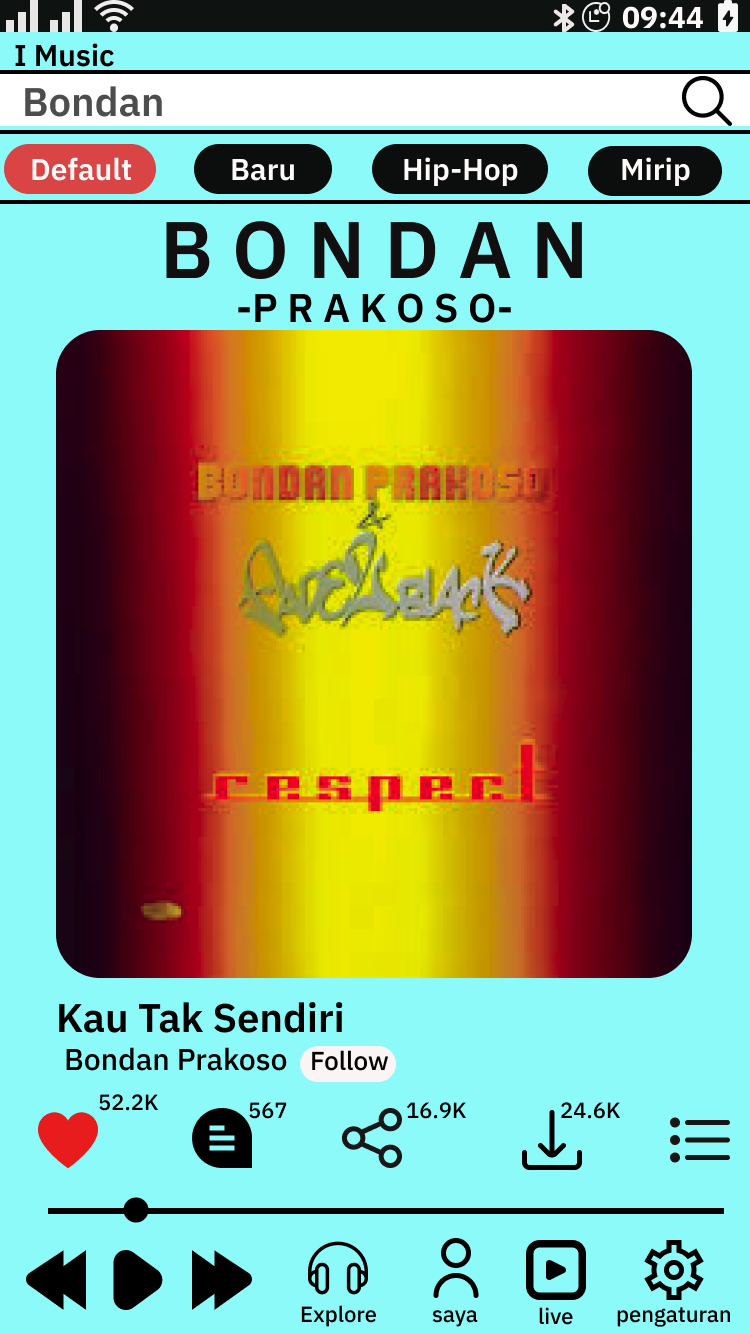 09:44
I Music
Bondan
Default Baru Hip-Hop Mirip
BONDAN
-PRAKOSO-
BONDAN PRAKOSO
&
FADE2BLACK
respect
Kau Tak Sendiri
Bondan Prakoso Follow
52.2K 567 16.9K 24.6K
Explore saya live pengaturan